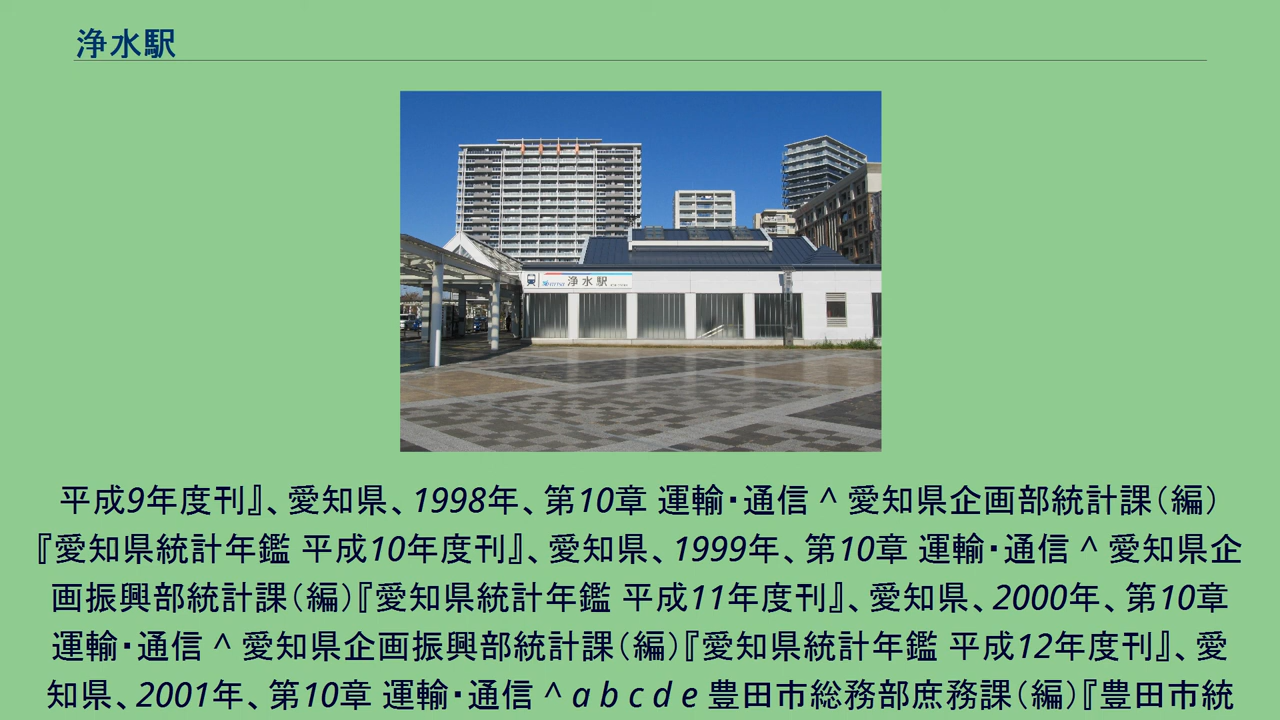 浄水駅
浄水駅
平成9年度刊』、愛知県、1998年、第10章 運輸・通信 ^ 愛知県企画部統計課（編）
『愛知県統計年鑑 平成10年度刊』、愛知県、1999年、第10章 運輸・通信 ^ 愛知県企
画振興部統計課（編）『愛知県統計年鑑 平成11年度刊』、愛知県、2000年、第10章
運輸・通信 ^ 愛知県企画振興部統計課（編）『愛知県統計年鑑 平成12年度刊』、愛
知県、2001年、第10章 運輸・通信 ^ a b c d e 豊田市総務部庶務課（編）『豊田市統